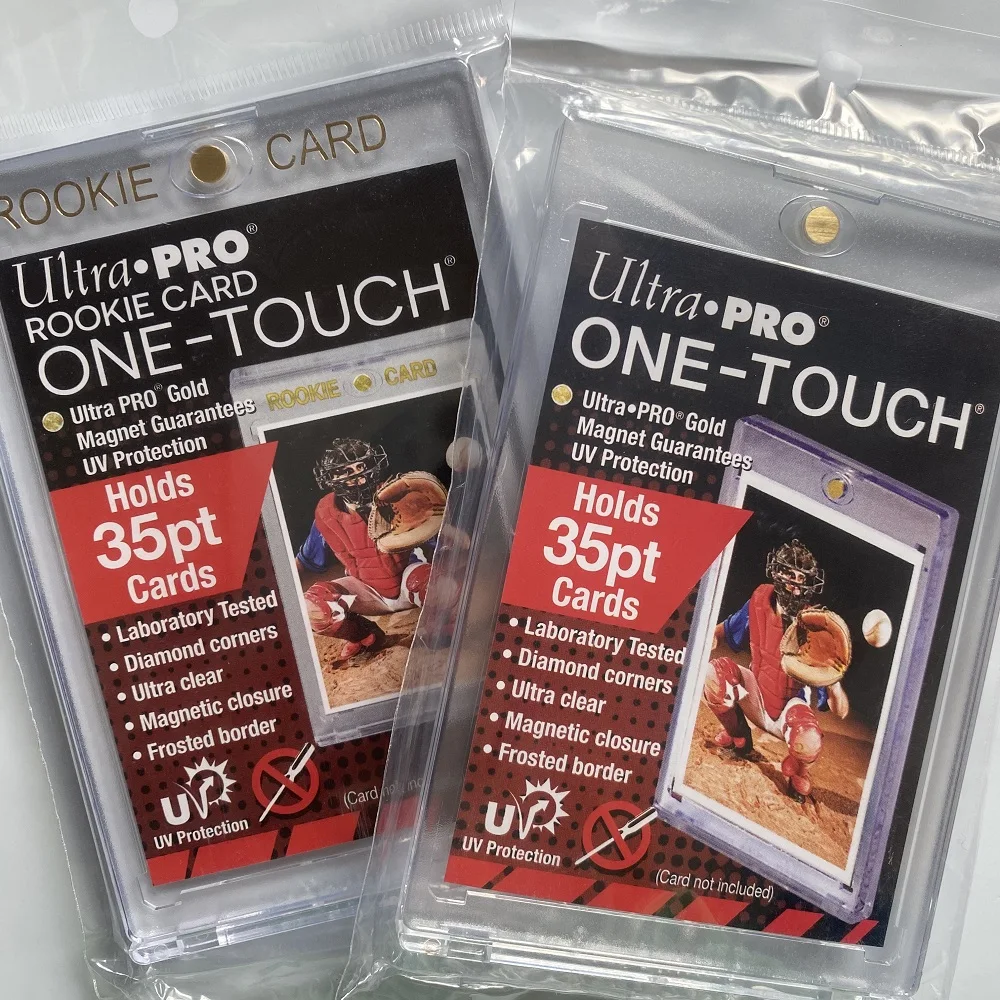 ROOKIE CARD
Ultra•PRO®
ROOKIE CARD
ONE-TOUCH®
Ultra PRO® Gold
Magnet Guarantees
UV Protection
ROOKIE CARD
Holds
35pt
Cards
• Laboratory Tested
• Diamond corners
• Ultra clear
• Magnetic closure
• Frosted border
UV
UV Protection
(Card
Ultra•PRO®
ONE-TOUCH®
Ultra•PRO® Gold
Magnet Guarantees
UV Protection
Holds
35pt
Cards
• Laboratory Tested
• Diamond corners
• Ultra clear
• Magnetic closure
• Frosted border
UV
UV Protection
(Card not included)